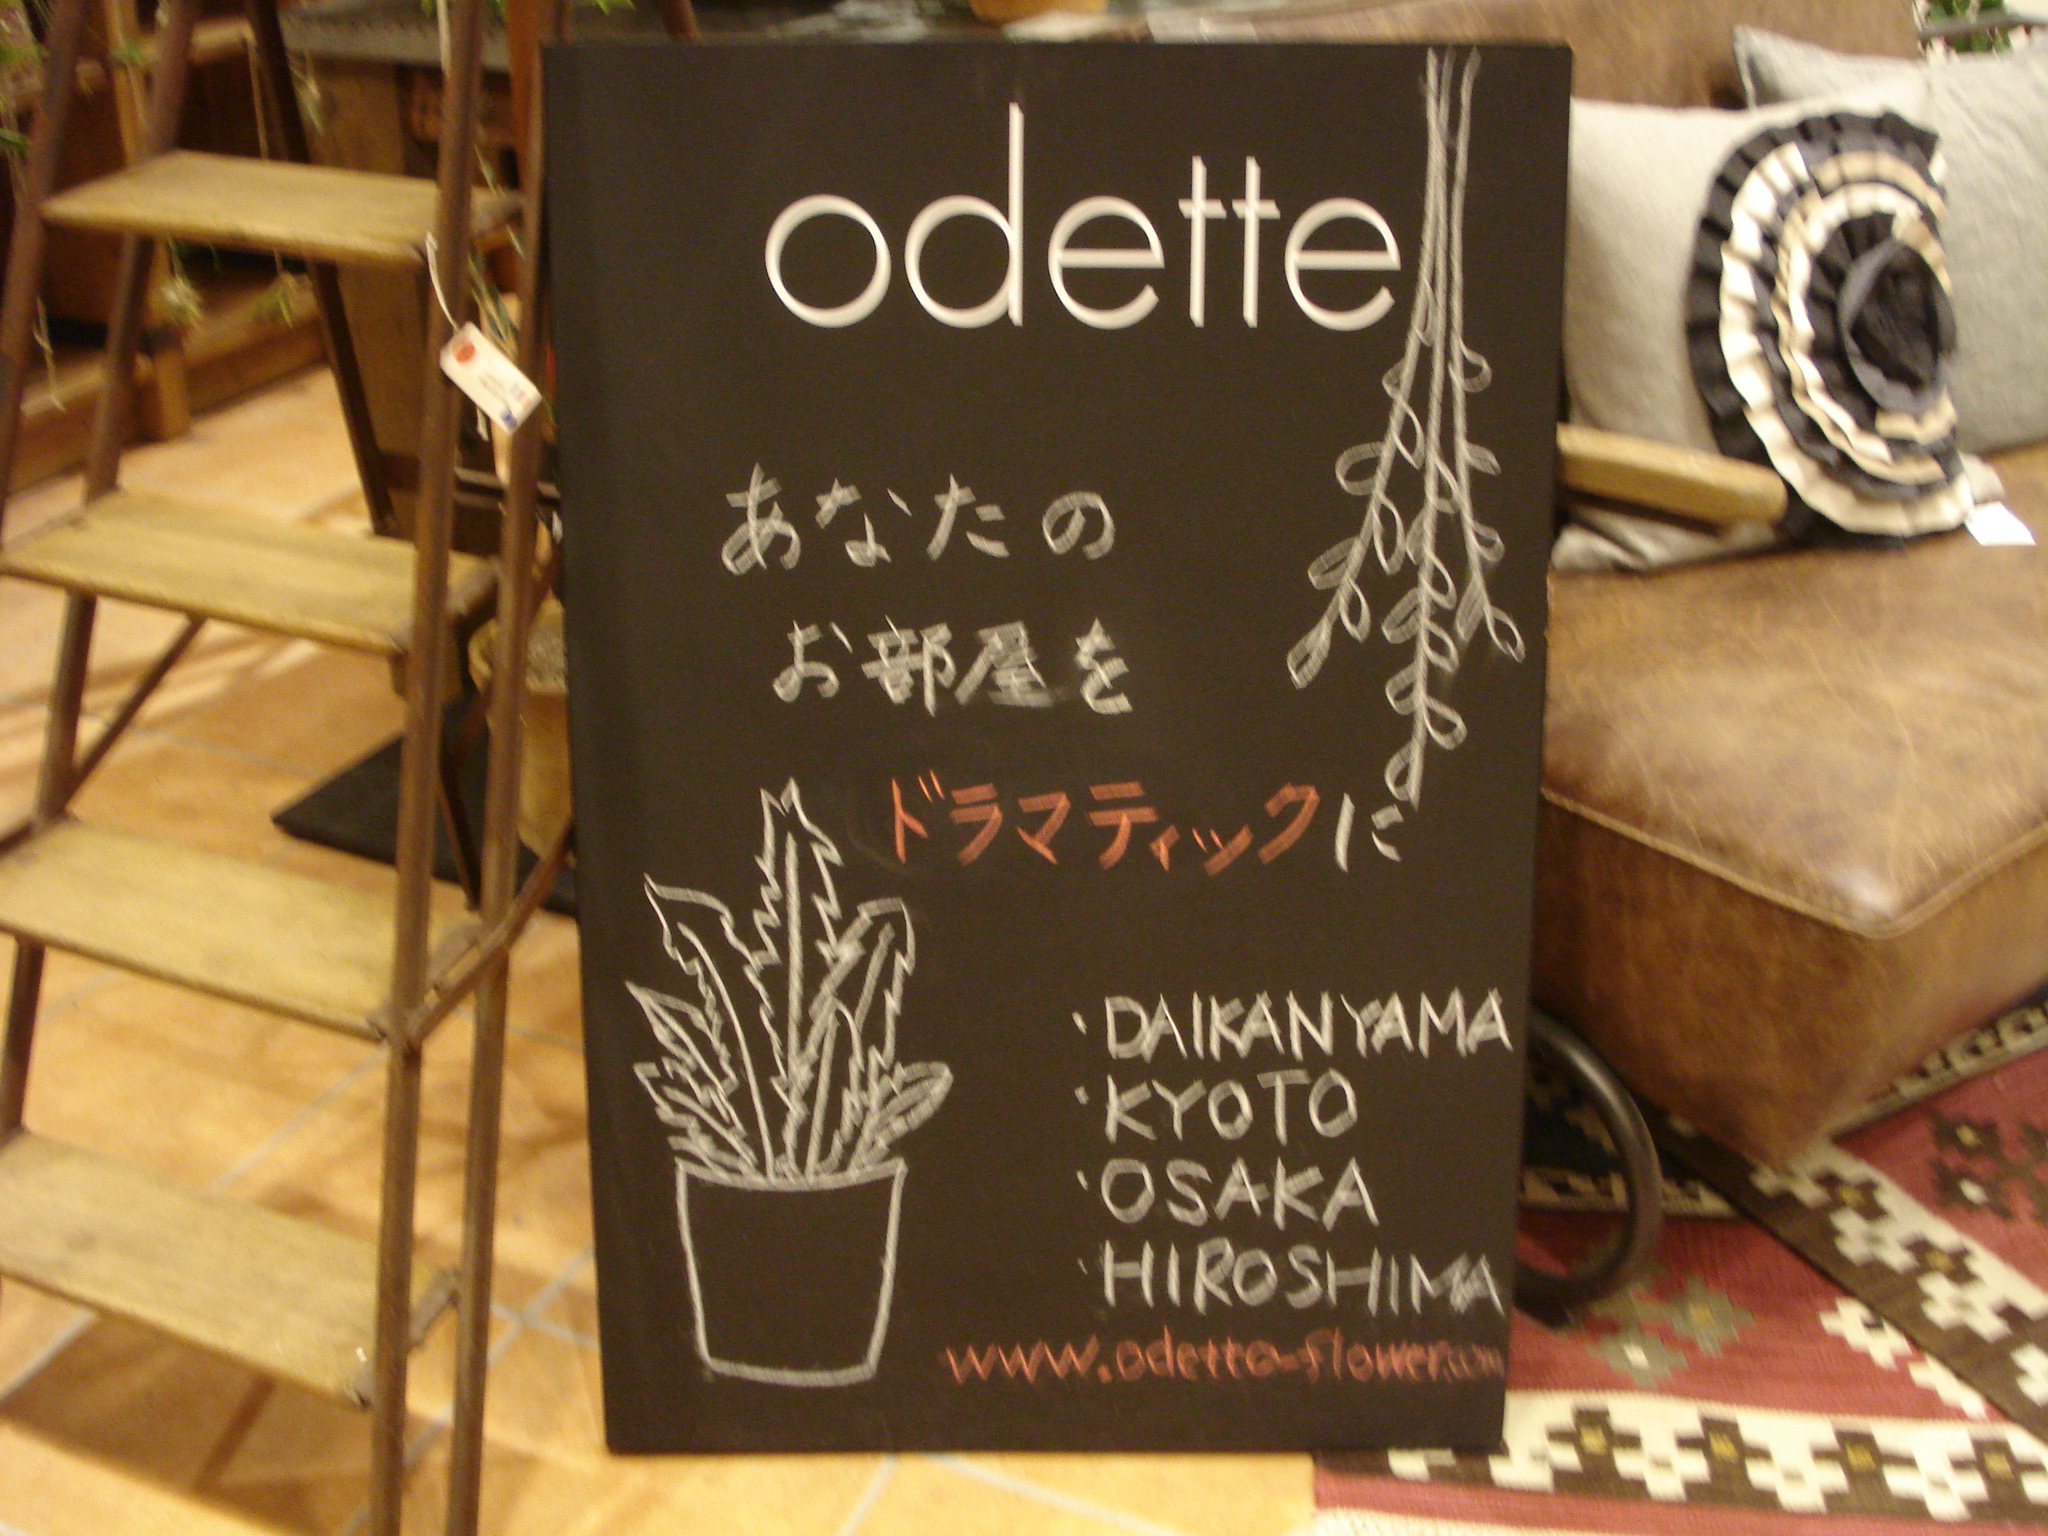 odette
あなたの
お部屋を
ドラマティックに
・DAIKANYAMA
・KYOTO
・OSAKA
・HIROSHIMA
www.odette-flower.com